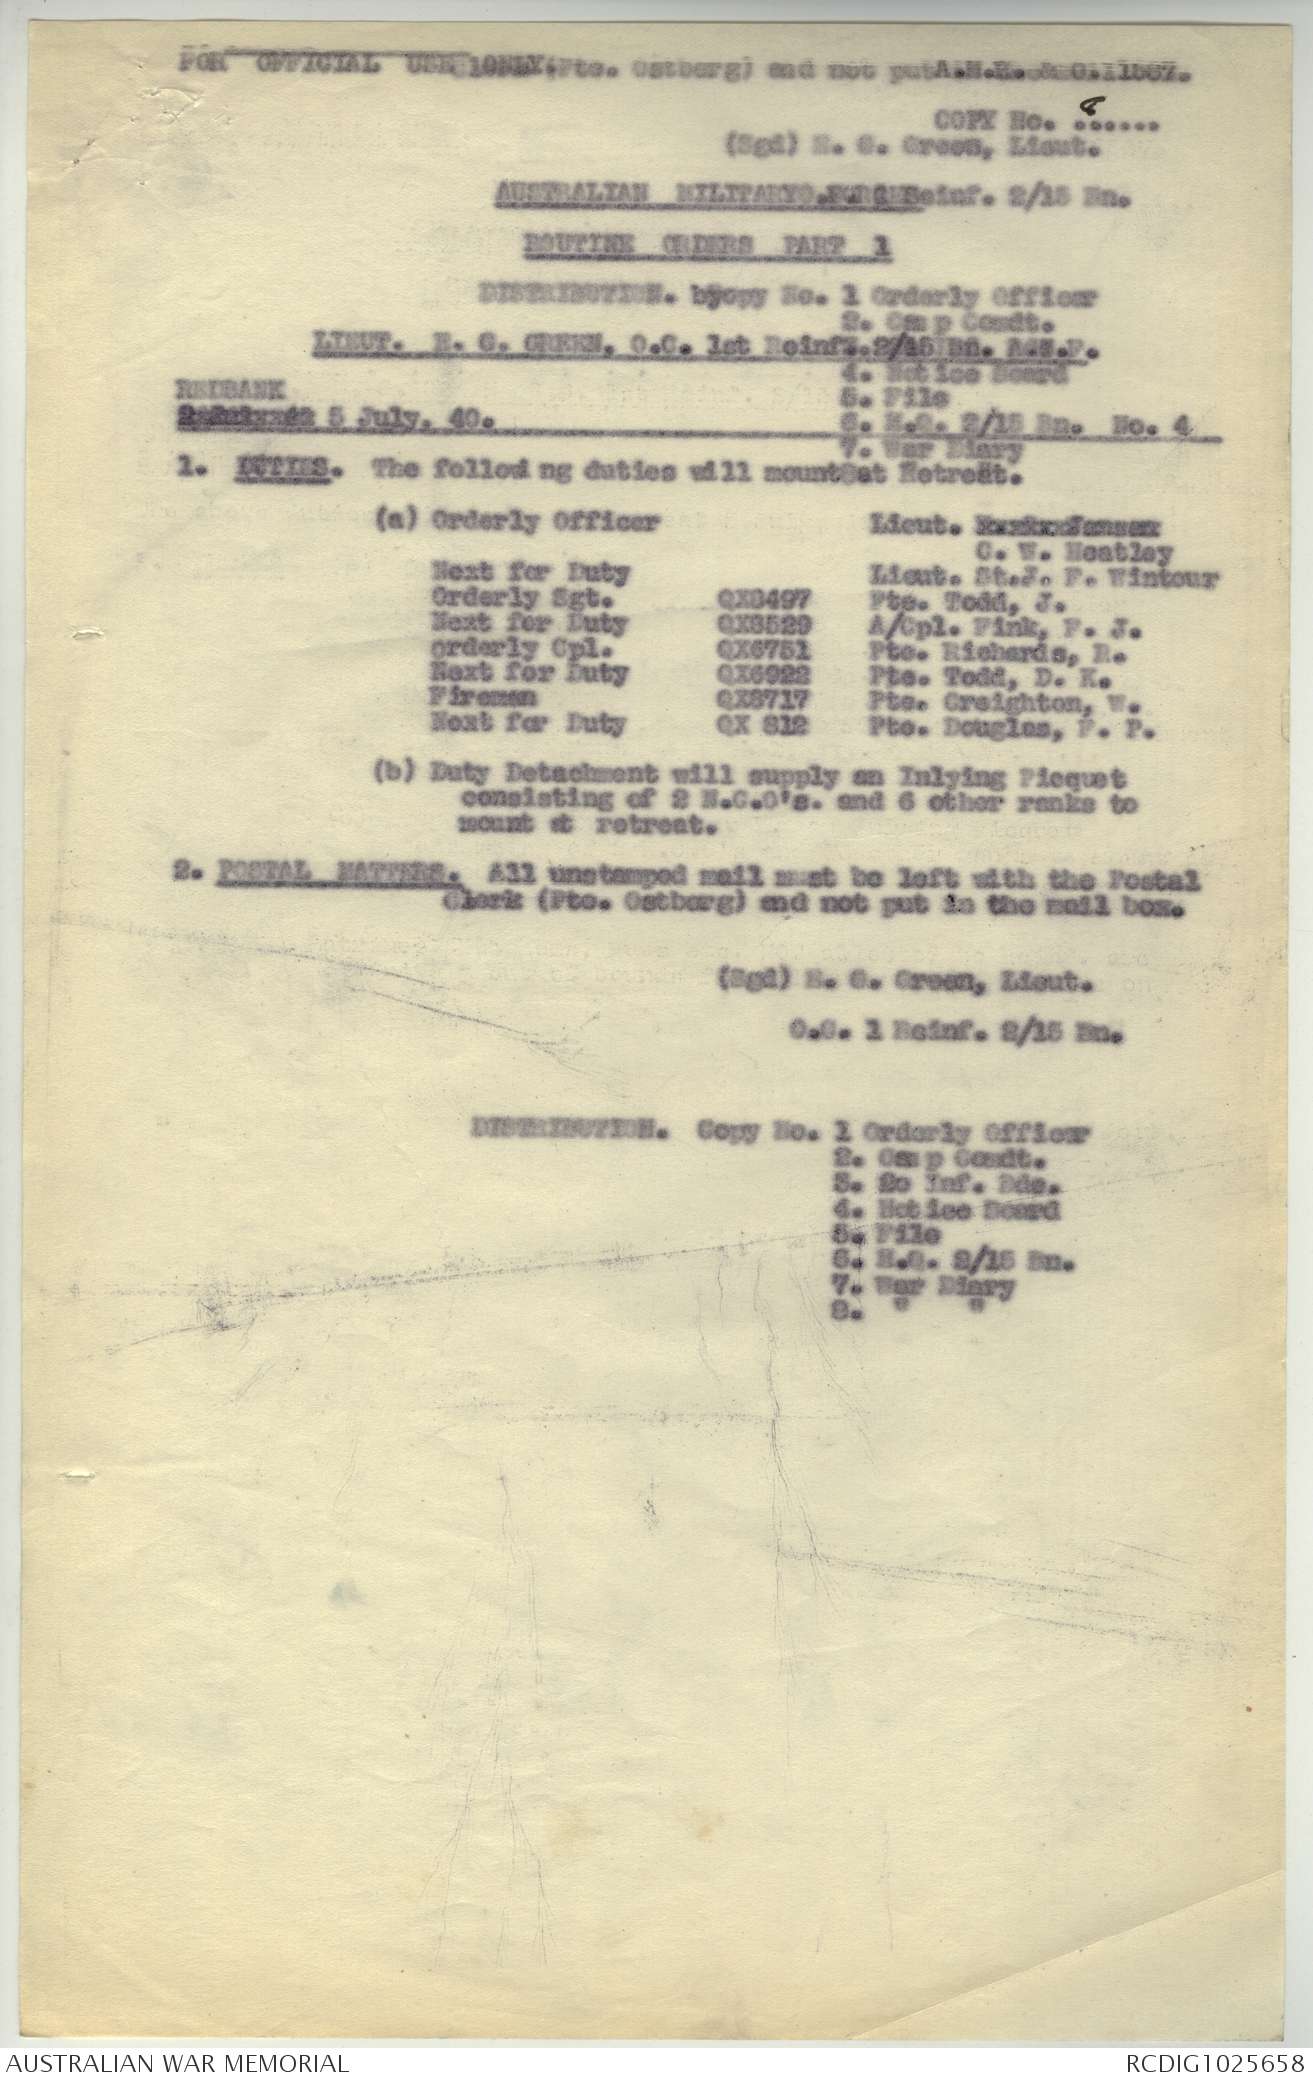 FOR OFFICIAL USE ONLY. (Pte. Ostberg) and not put A.H.Q. & C. 11567.
COPY No. 8......
(Sgd) H. G. Green, Lieut.
AUSTRALIAN MILITARY FORCES Reinf. 2/15 Bn.
ROUTINE ORDERS PART 1
DISTRIBUTION. by Copy No. 1 Orderly Officer
2. Camp Comdt.
LIEUT. H. G. GREEN, O.C. 1st Reinf. 2/15 Bn. A.I.F.
4. Notice Board
REDBANK
5. File
5 July. 40.
6. H.Q. 2/15 Bn. No. 4
7. War Diary
1. DUTIES. The following duties will mount at Retreat.
(a) Orderly Officer Lieut.
C. W. Heatley
Next for Duty Lieut. St.J. F. Wintour
Orderly Sgt. QX8497 Pte. Todd, J.
Next for Duty QX8529 A/Cpl. Fink, F. J.
orderly Cpl. QX6751 Pte. Richards, R.
Next for Duty QX6922 Pte. Todd, D. K.
Fireman QX8717 Pte. Creighton, W.
Next for Duty QX 812 Pte. Douglas, F. P.
(b) Duty Detachment will supply an Inlying Picquet
consisting of 2 N.C.O's. and 6 other ranks to
mount at retreat.
2. POSTAL MATTERS. All unstamped mail must be left with the Postal
Clerk (Pte. Ostberg) and not put in the mail box.
(Sgd) H. G. Green, Lieut.
O.C. 1 Reinf. 2/15 Bn.
DISTRIBUTION. Copy No. 1 Orderly Officer
2. Camp Comdt.
3. 2o Inf. Bde.
4. Notice Board
5. File
6. H.Q. 2/15 Bn.
7. War Diary
8. " "
AUSTRALIAN WAR MEMORIAL
RCDIG1025658